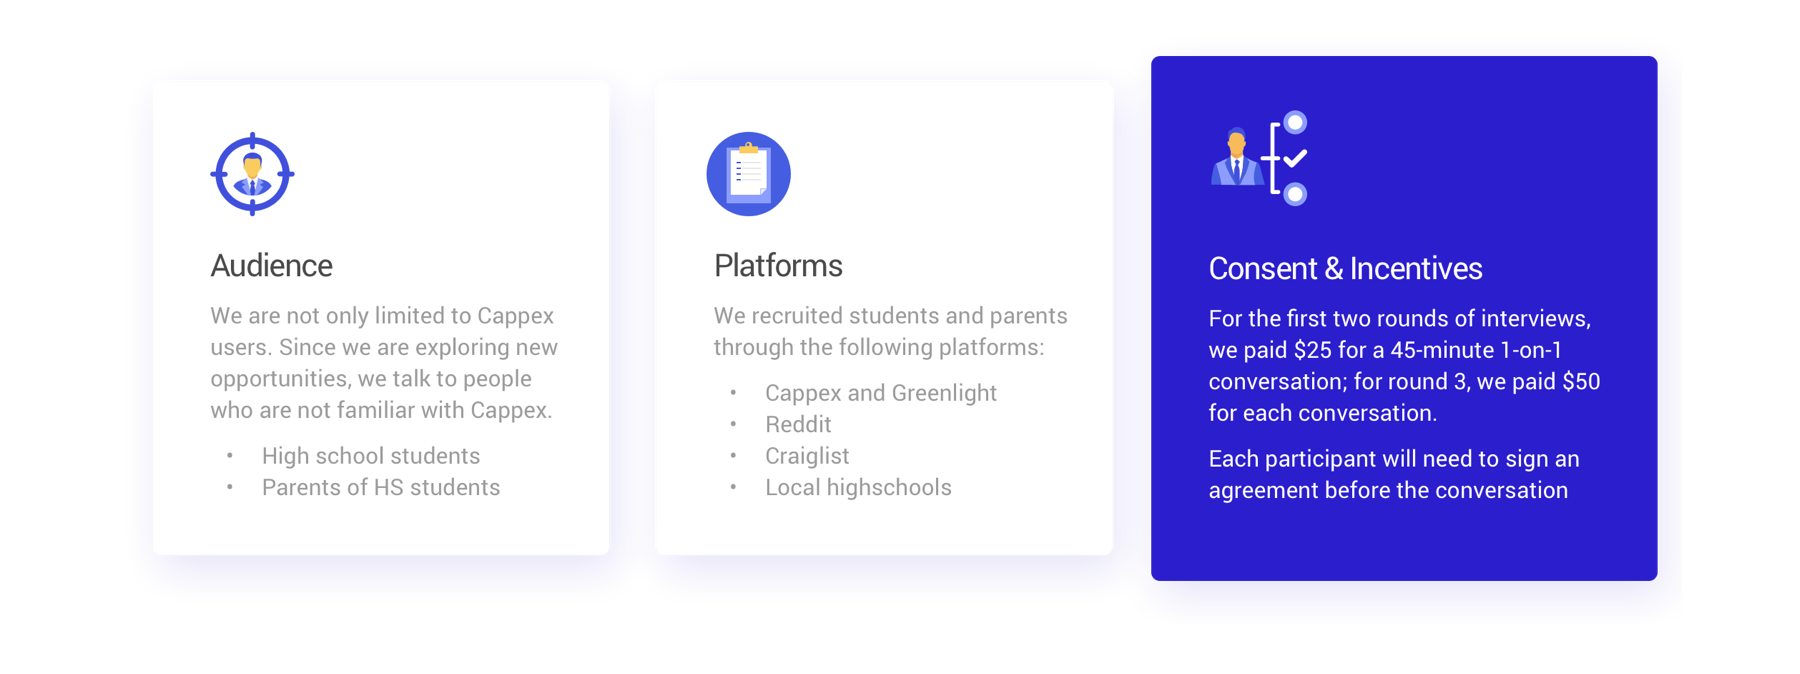 Audience
We are not only limited to Cappex
users. Since we are exploring new
opportunities, we talk to people
who are not familiar with Cappex.
• High school students
• Parents of HS students
Platforms
We recruited students and parents
through the following platforms:
• Cappex and Greenlight
• Reddit
• Craiglist
• Local highschools
Consent & Incentives
For the first two rounds of interviews,
we paid $25 for a 45-minute 1-on-1
conversation; for round 3, we paid $50
for each conversation.
Each participant will need to sign an
agreement before the conversation